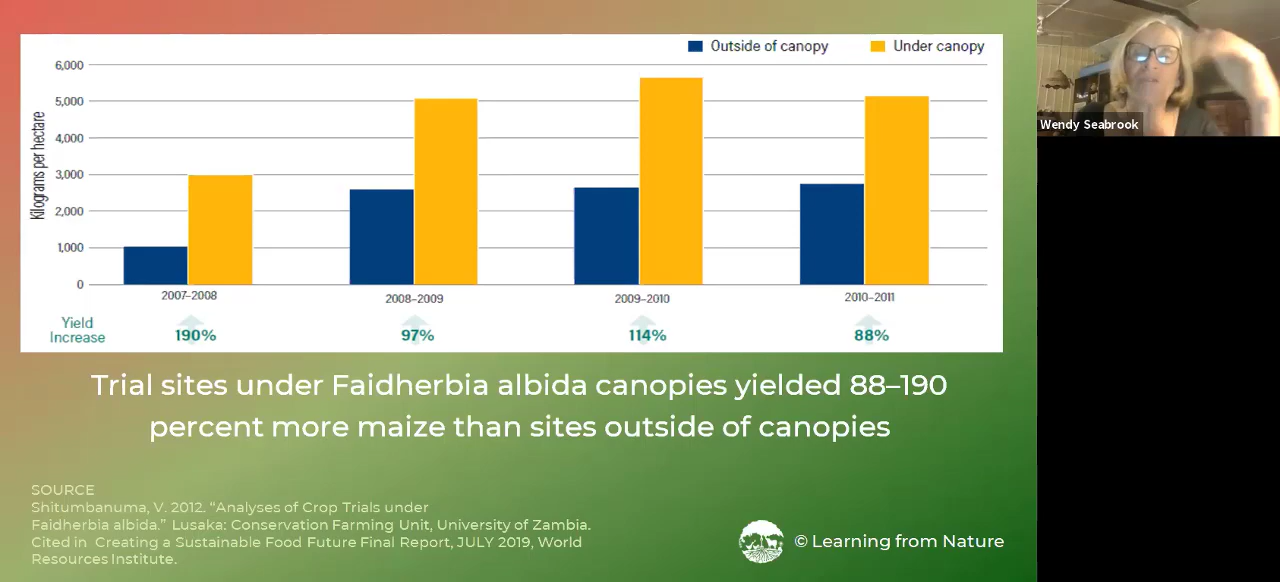 Outside of canopy
Under canopy
Kilograms per hectare
6,000
5,000
4,000
3,000
2,000
1,000
0
2007–2008
2008–2009
2009–2010
2010–2011
Yield
Increase
190%
97%
114%
88%
Trial sites under Faidherbia albida canopies yielded 88–190
percent more maize than sites outside of canopies
SOURCE
Shitumbanuma, V. 2012. “Analyses of Crop Trials under
Faidherbia albida.” Lusaka: Conservation Farming Unit, University of Zambia.
Cited in Creating a Sustainable Food Future Final Report, JULY 2019, World
Resources Institute.
© Learning from Nature
Wendy Seabrook